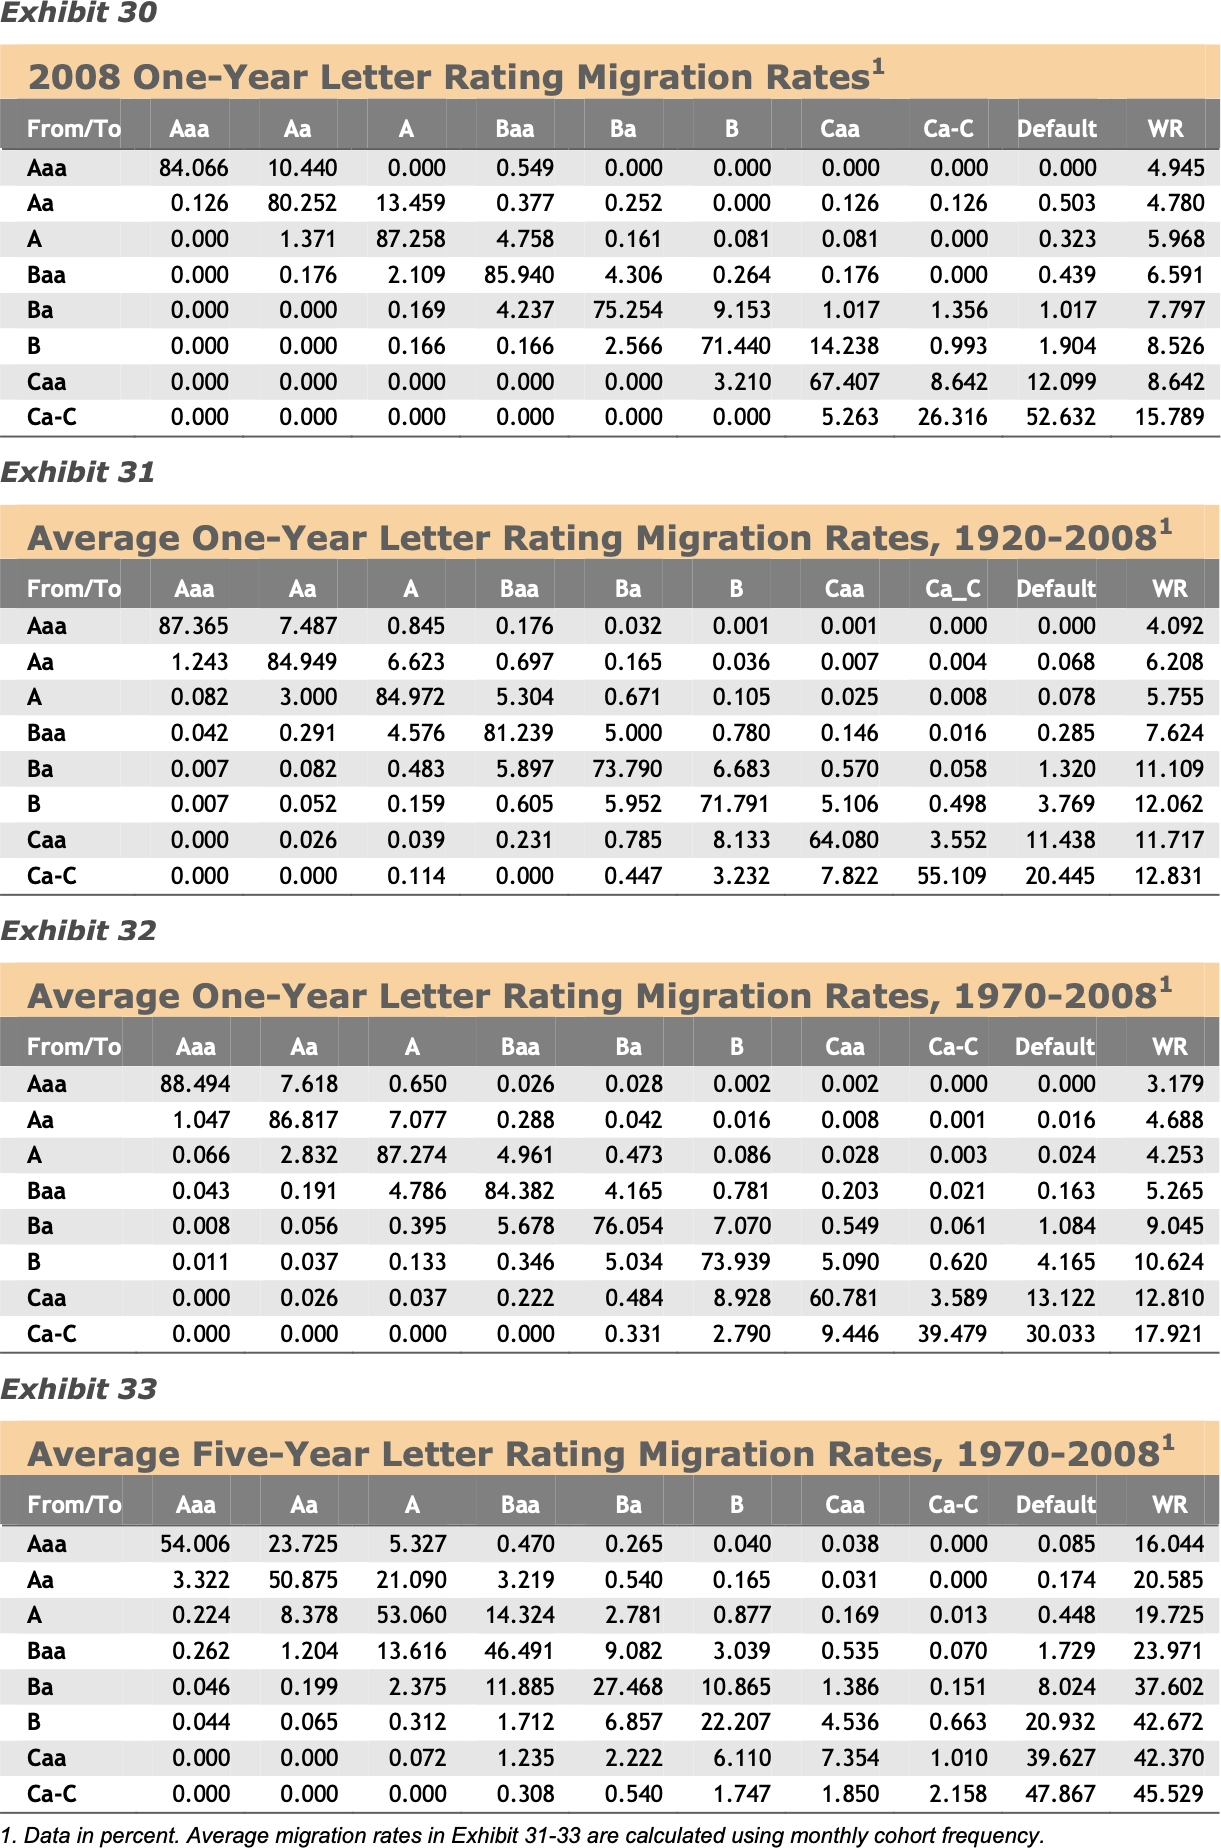 Exhibit 30
2008 One-Year Letter Rating Migration Rates1
From/To Aaa Aa A Baa Ba B Caa Ca-C Default WR
Aaa 84.066 10.440 0.000 0.549 0.000 0.000 0.000 0.000 0.000 4.945
Aa 0.126 80.252 13.459 0.377 0.252 0.000 0.126 0.126 0.503 4.780
A 0.000 1.371 87.258 4.758 0.161 0.081 0.081 0.000 0.323 5.968
Baa 0.000 0.176 2.109 85.940 4.306 0.264 0.176 0.000 0.439 6.591
Ba 0.000 0.000 0.169 4.237 75.254 9.153 1.017 1.356 1.017 7.797
B 0.000 0.000 0.166 0.166 2.566 71.440 14.238 0.993 1.904 8.526
Caa 0.000 0.000 0.000 0.000 0.000 3.210 67.407 8.642 12.099 8.642
Ca-C 0.000 0.000 0.000 0.000 0.000 0.000 5.263 26.316 52.632 15.789
Exhibit 31
Average One-Year Letter Rating Migration Rates, 1920-20081
From/To Aaa Aa A Baa Ba B Caa Ca_C Default WR
Aaa 87.365 7.487 0.845 0.176 0.032 0.001 0.001 0.000 0.000 4.092
Aa 1.243 84.949 6.623 0.697 0.165 0.036 0.007 0.004 0.068 6.208
A 0.082 3.000 84.972 5.304 0.671 0.105 0.025 0.008 0.078 5.755
Baa 0.042 0.291 4.576 81.239 5.000 0.780 0.146 0.016 0.285 7.624
Ba 0.007 0.082 0.483 5.897 73.790 6.683 0.570 0.058 1.320 11.109
B 0.007 0.052 0.159 0.605 5.952 71.791 5.106 0.498 3.769 12.062
Caa 0.000 0.026 0.039 0.231 0.785 8.133 64.080 3.552 11.438 11.717
Ca-C 0.000 0.000 0.114 0.000 0.447 3.232 7.822 55.109 20.445 12.831
Exhibit 32
Average One-Year Letter Rating Migration Rates, 1970-20081
From/To Aaa Aa A Baa Ba B Caa Ca-C Default WR
Aaa 88.494 7.618 0.650 0.026 0.028 0.002 0.002 0.000 0.000 3.179
Aa 1.047 86.817 7.077 0.288 0.042 0.016 0.008 0.001 0.016 4.688
A 0.066 2.832 87.274 4.961 0.473 0.086 0.028 0.003 0.024 4.253
Baa 0.043 0.191 4.786 84.382 4.165 0.781 0.203 0.021 0.163 5.265
Ba 0.008 0.056 0.395 5.678 76.054 7.070 0.549 0.061 1.084 9.045
B 0.011 0.037 0.133 0.346 5.034 73.939 5.090 0.620 4.165 10.624
Caa 0.000 0.026 0.037 0.222 0.484 8.928 60.781 3.589 13.122 12.810
Ca-C 0.000 0.000 0.000 0.000 0.331 2.790 9.446 39.479 30.033 17.921
Exhibit 33
Average Five-Year Letter Rating Migration Rates, 1970-20081
From/To Aaa Aa A Baa Ba B Caa Ca-C Default WR
Aaa 54.006 23.725 5.327 0.470 0.265 0.040 0.038 0.000 0.085 16.044
Aa 3.322 50.875 21.090 3.219 0.540 0.165 0.031 0.000 0.174 20.585
A 0.224 8.378 53.060 14.324 2.781 0.877 0.169 0.013 0.448 19.725
Baa 0.262 1.204 13.616 46.491 9.082 3.039 0.535 0.070 1.729 23.971
Ba 0.046 0.199 2.375 11.885 27.468 10.865 1.386 0.151 8.024 37.602
B 0.044 0.065 0.312 1.712 6.857 22.207 4.536 0.663 20.932 42.672
Caa 0.000 0.000 0.072 1.235 2.222 6.110 7.354 1.010 39.627 42.370
Ca-C 0.000 0.000 0.000 0.308 0.540 1.747 1.850 2.158 47.867 45.529
1. Data in percent. Average migration rates in Exhibit 31-33 are calculated using monthly cohort frequency.